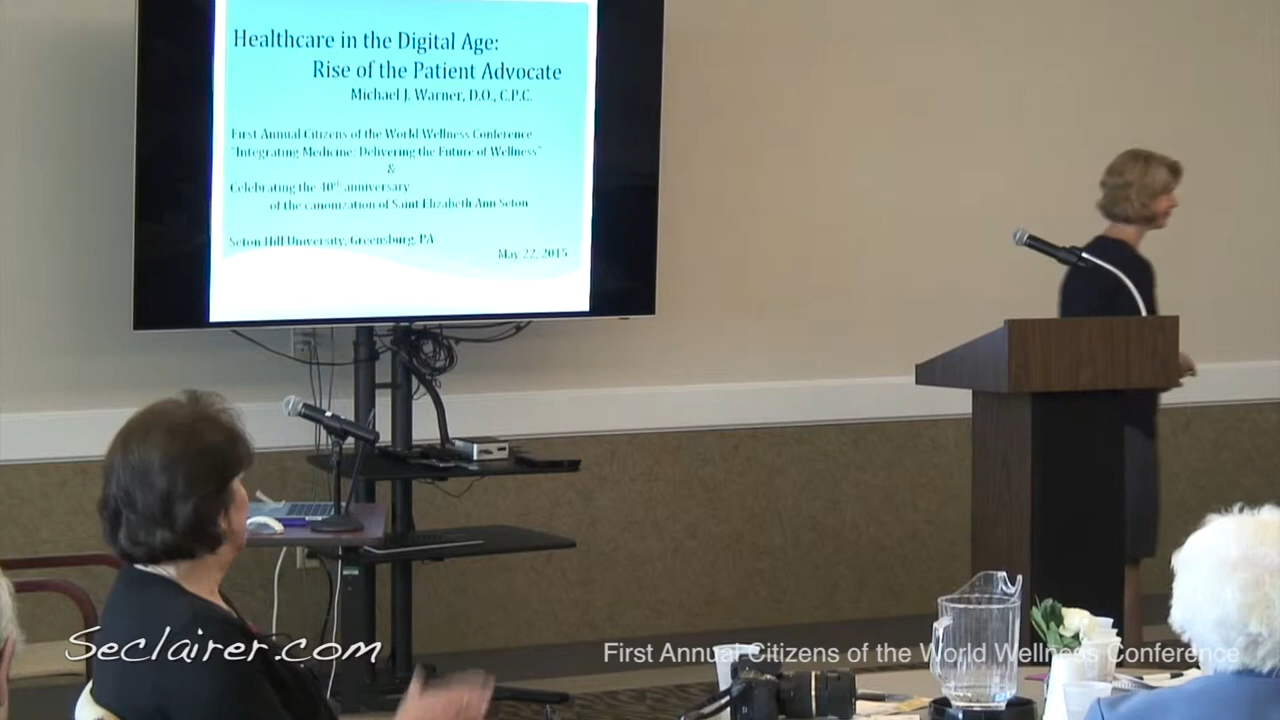 Healthcare in the Digital Age:
Rise of the Patient Advocate
Michael J. Warner, D.O., C.P.C.
First Annual Citizens of the World Wellness Conference
"Integrating Medicine: Delivering the Future of Wellness"
&
Celebrating the 40th anniversary
of the canonization of Saint Elizabeth Ann Seton
Seton Hill University, Greensburg, PA
May 22, 2015
Seclairer.com
First Annual Citizens of the World Wellness Conference